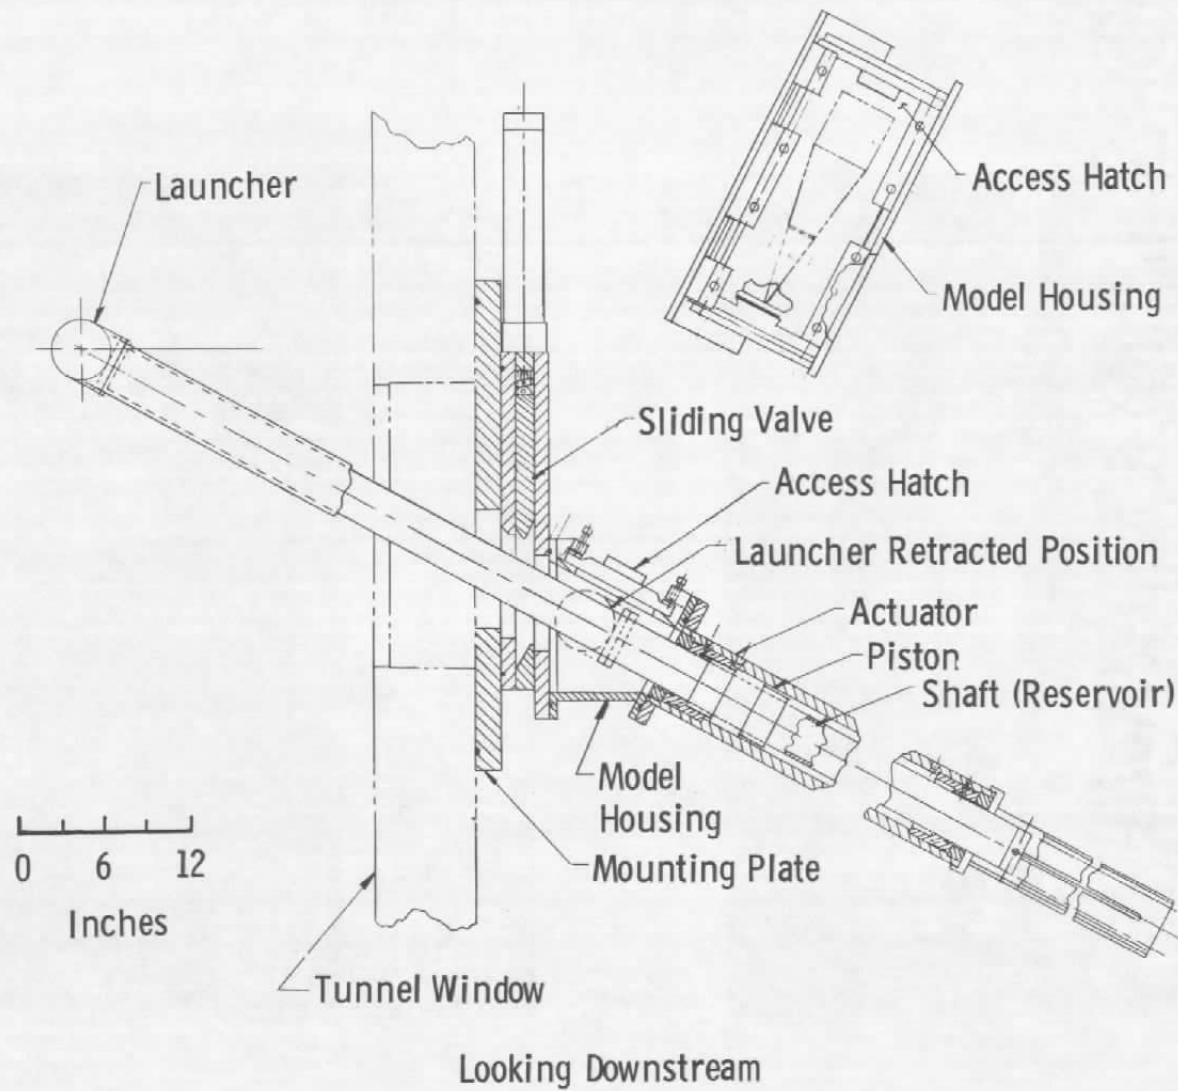 Access Hatch
Launcher
Model Housing
Sliding Valve
Access Hatch
Launcher Retracted Position
Actuator
Piston
Shaft (Reservoir)
Model
Housing
0 6 12
Mounting Plate
Inches
Tunnel Window
Looking Downstream